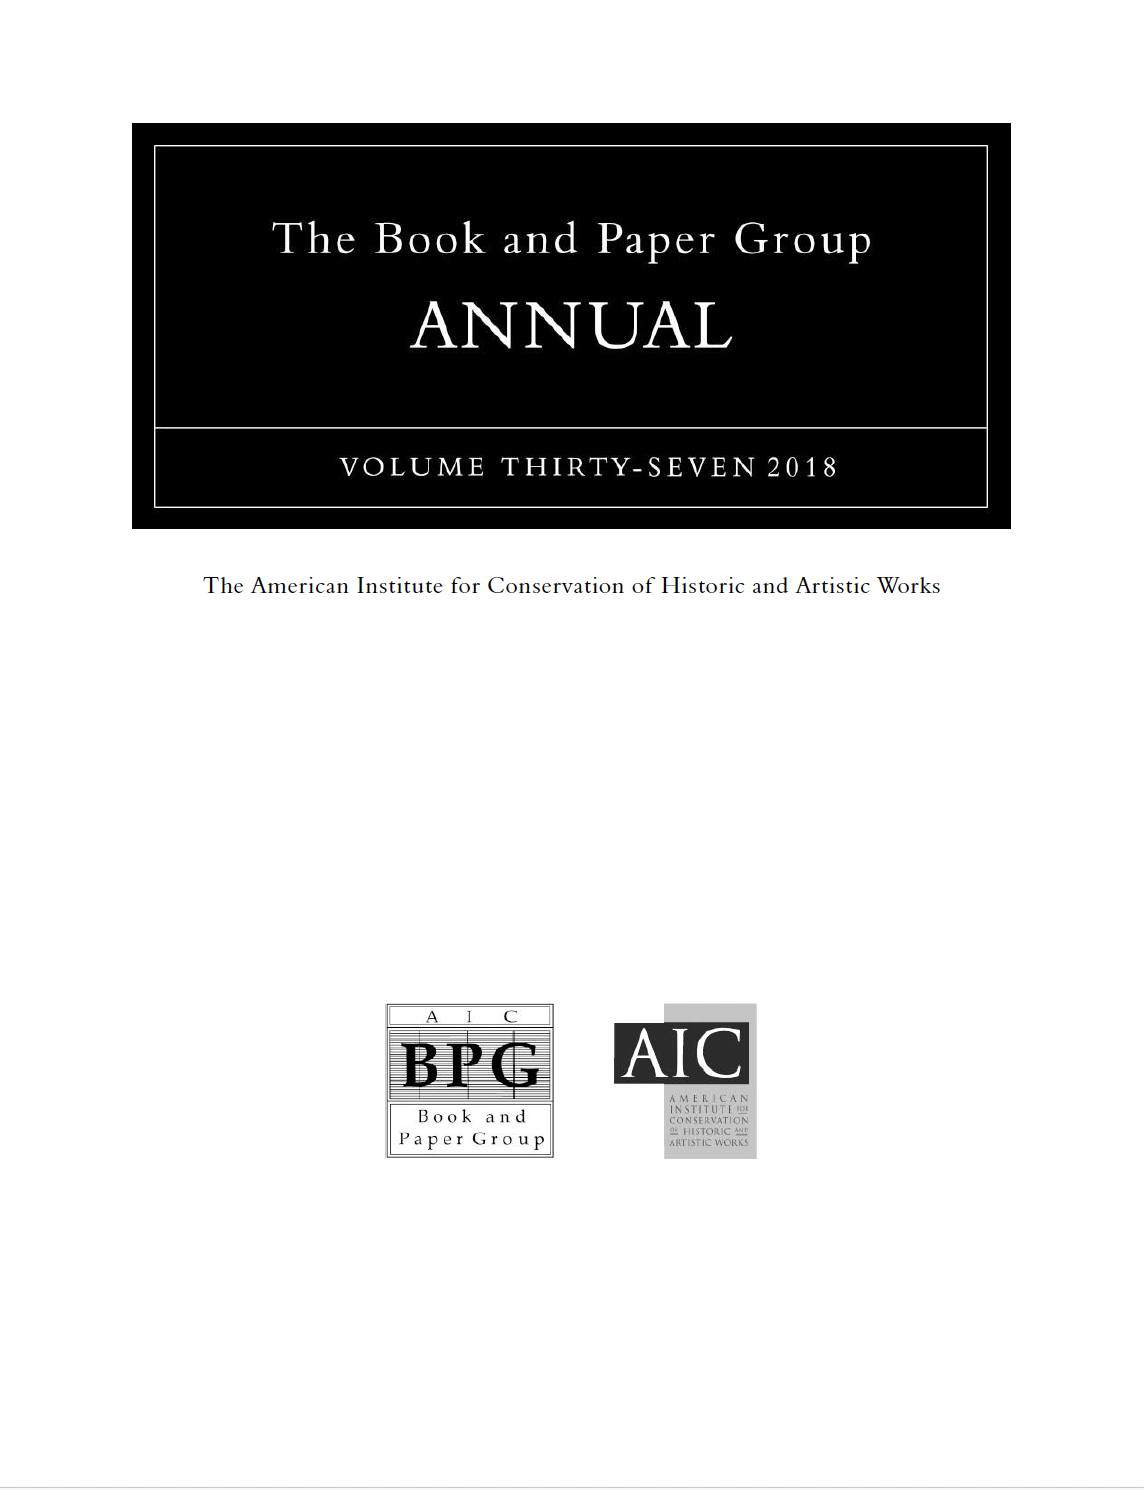 The Book and Paper Group
ANNUAL
VOLUME THIRTY-SEVEN 2018
The American Institute for Conservation of Historic and Artistic Works
A I C
BPG
Book and
Paper Group
AIC
AMERICAN
INSTITUTE FOR
CONSERVATION
OF HISTORIC AND
ARTISTIC WORKS